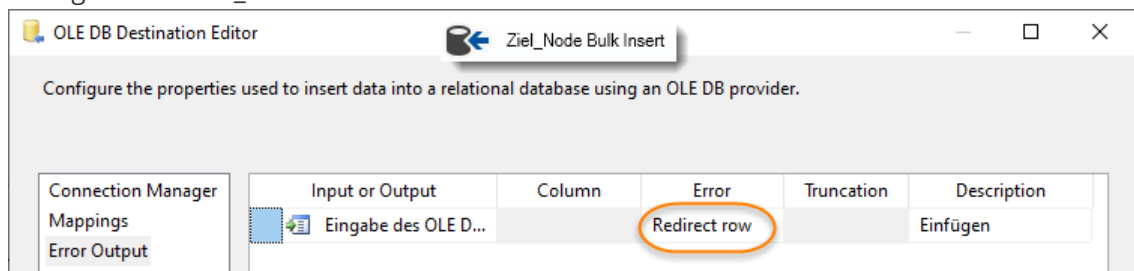 OLE DB Destination Editor
Ziel_Node Bulk Insert
Configure the properties used to insert data into a relational database using an OLE DB provider.
Connection Manager
Mappings
Error Output
Input or Output Column Error Truncation Description
Eingabe des OLE D... Redirect row Einfügen